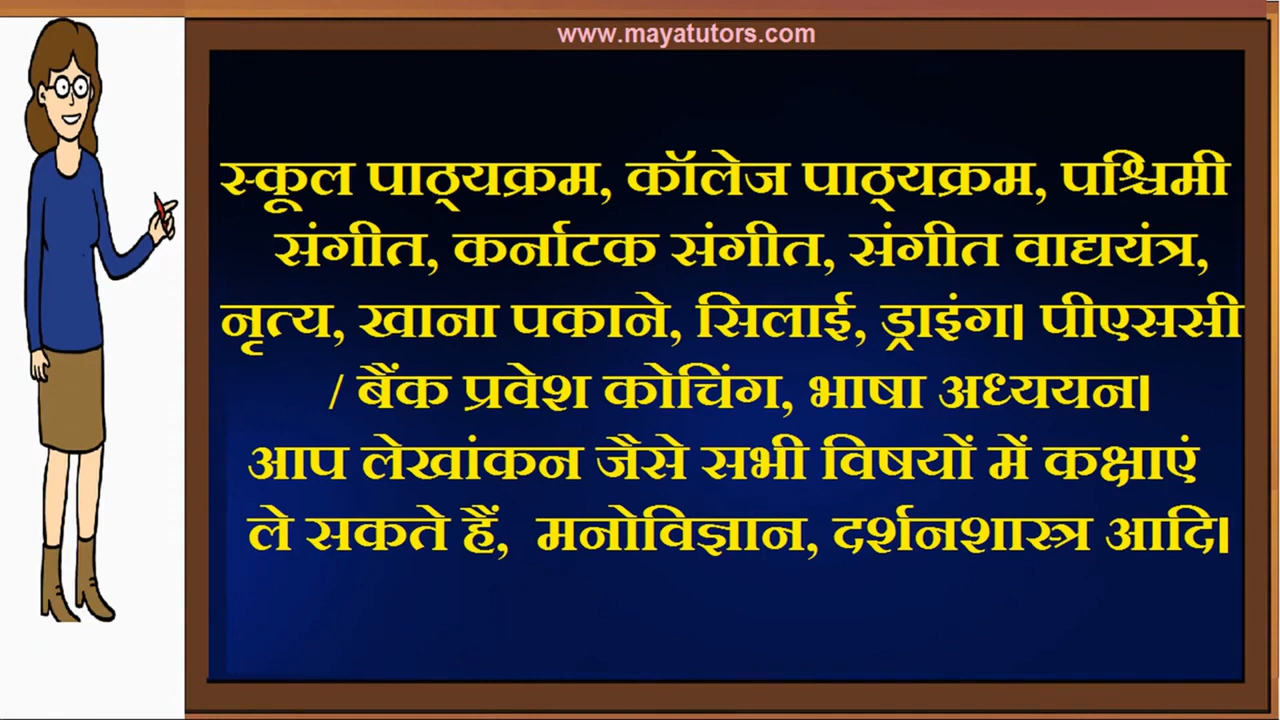 www.mayatutors.com
स्कूल पाठ्यक्रम, कॉलेज पाठ्यक्रम, पश्चिमी
संगीत, कर्नाटक संगीत, संगीत वाद्ययंत्र,
नृत्य, खाना पकाने, सिलाई, ड्राइंग। पीएससी
/ बैंक प्रवेश कोचिंग, भाषा अध्ययन।
आप लेखांकन जैसे सभी विषयों में कक्षाएं
ले सकते हैं, मनोविज्ञान, दर्शनशास्त्र आदि।